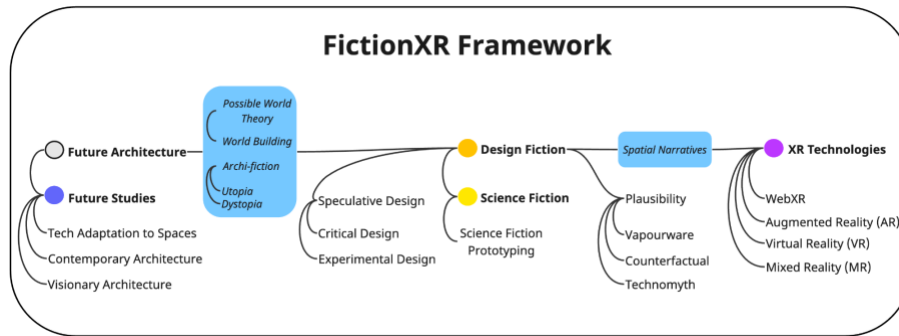 FictionXR Framework
Possible World
Theory
World Building
Archi-fiction
Utopia
Dystopia
Future Architecture
Future Studies
Tech Adaptation to Spaces
Contemporary Architecture
Visionary Architecture
Speculative Design
Critical Design
Experimental Design
Design Fiction
Science Fiction
Science Fiction
Prototyping
Spatial Narratives
Plausibility
Vapourware
Counterfactual
Technomyth
XR Technologies
WebXR
Augmented Reality (AR)
Virtual Reality (VR)
Mixed Reality (MR)